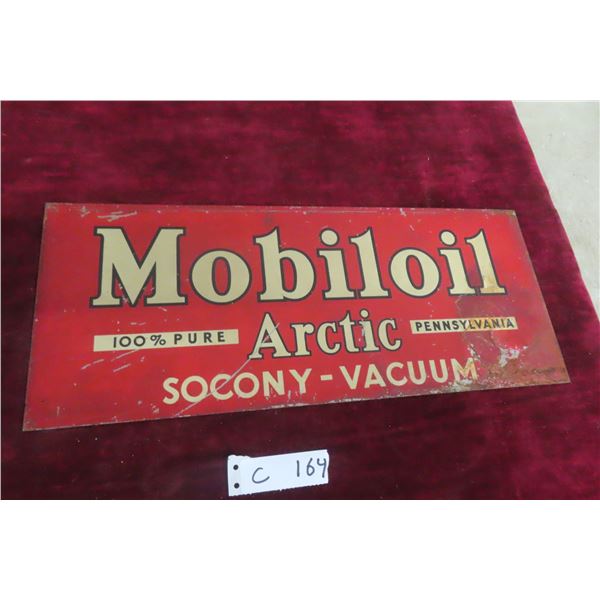 Mobiloil
100% PURE Arctic PENNSYLVANIA
SOCONY-VACUUM
C 164